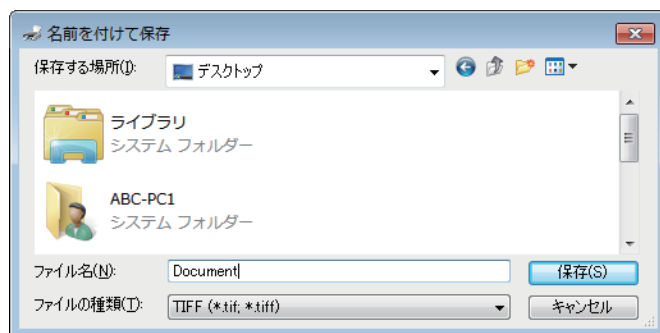 名前を付けて保存
保存する場所(I):
デスクトップ
ライブラリ
システム フォルダー
ABC-PC1
システム フォルダー
ファイル名(N):
Document
保存(S)
ファイルの種類(T):
TIFF (*.tif; *.tiff)
キャンセル